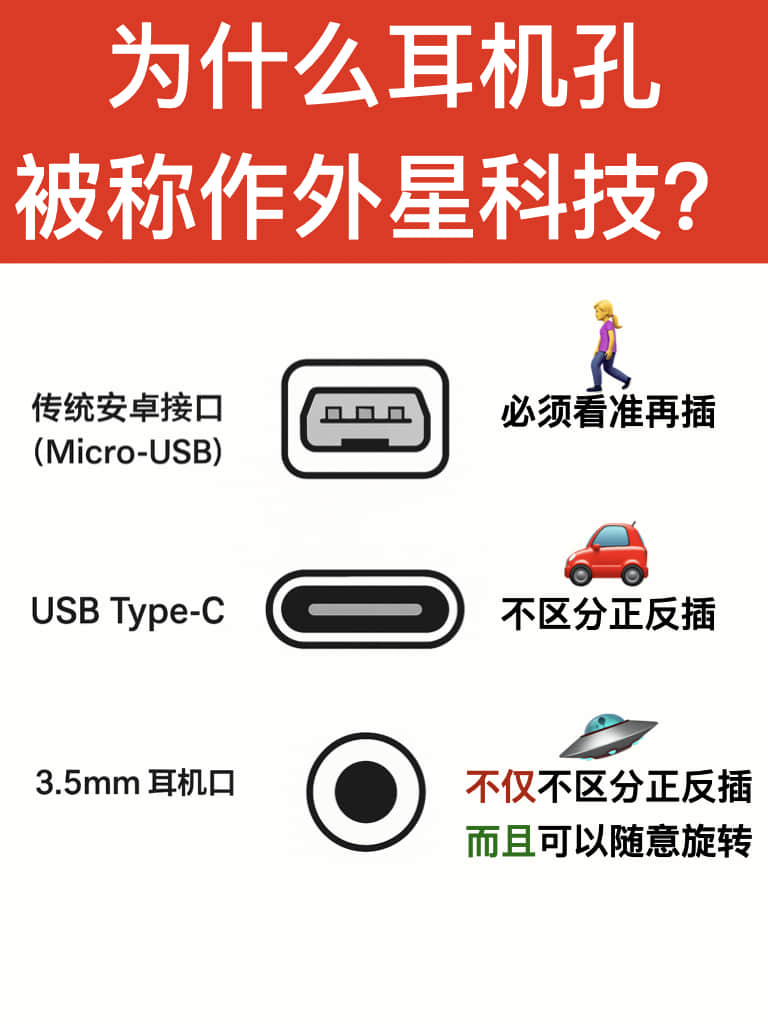 为什么耳机孔
被称作外星科技?
传统安卓接口
(Micro-USB)
必须看准再插
USB Type-C
不区分正反插
3.5mm 耳机口
不仅不区分正反插
而且可以随意旋转